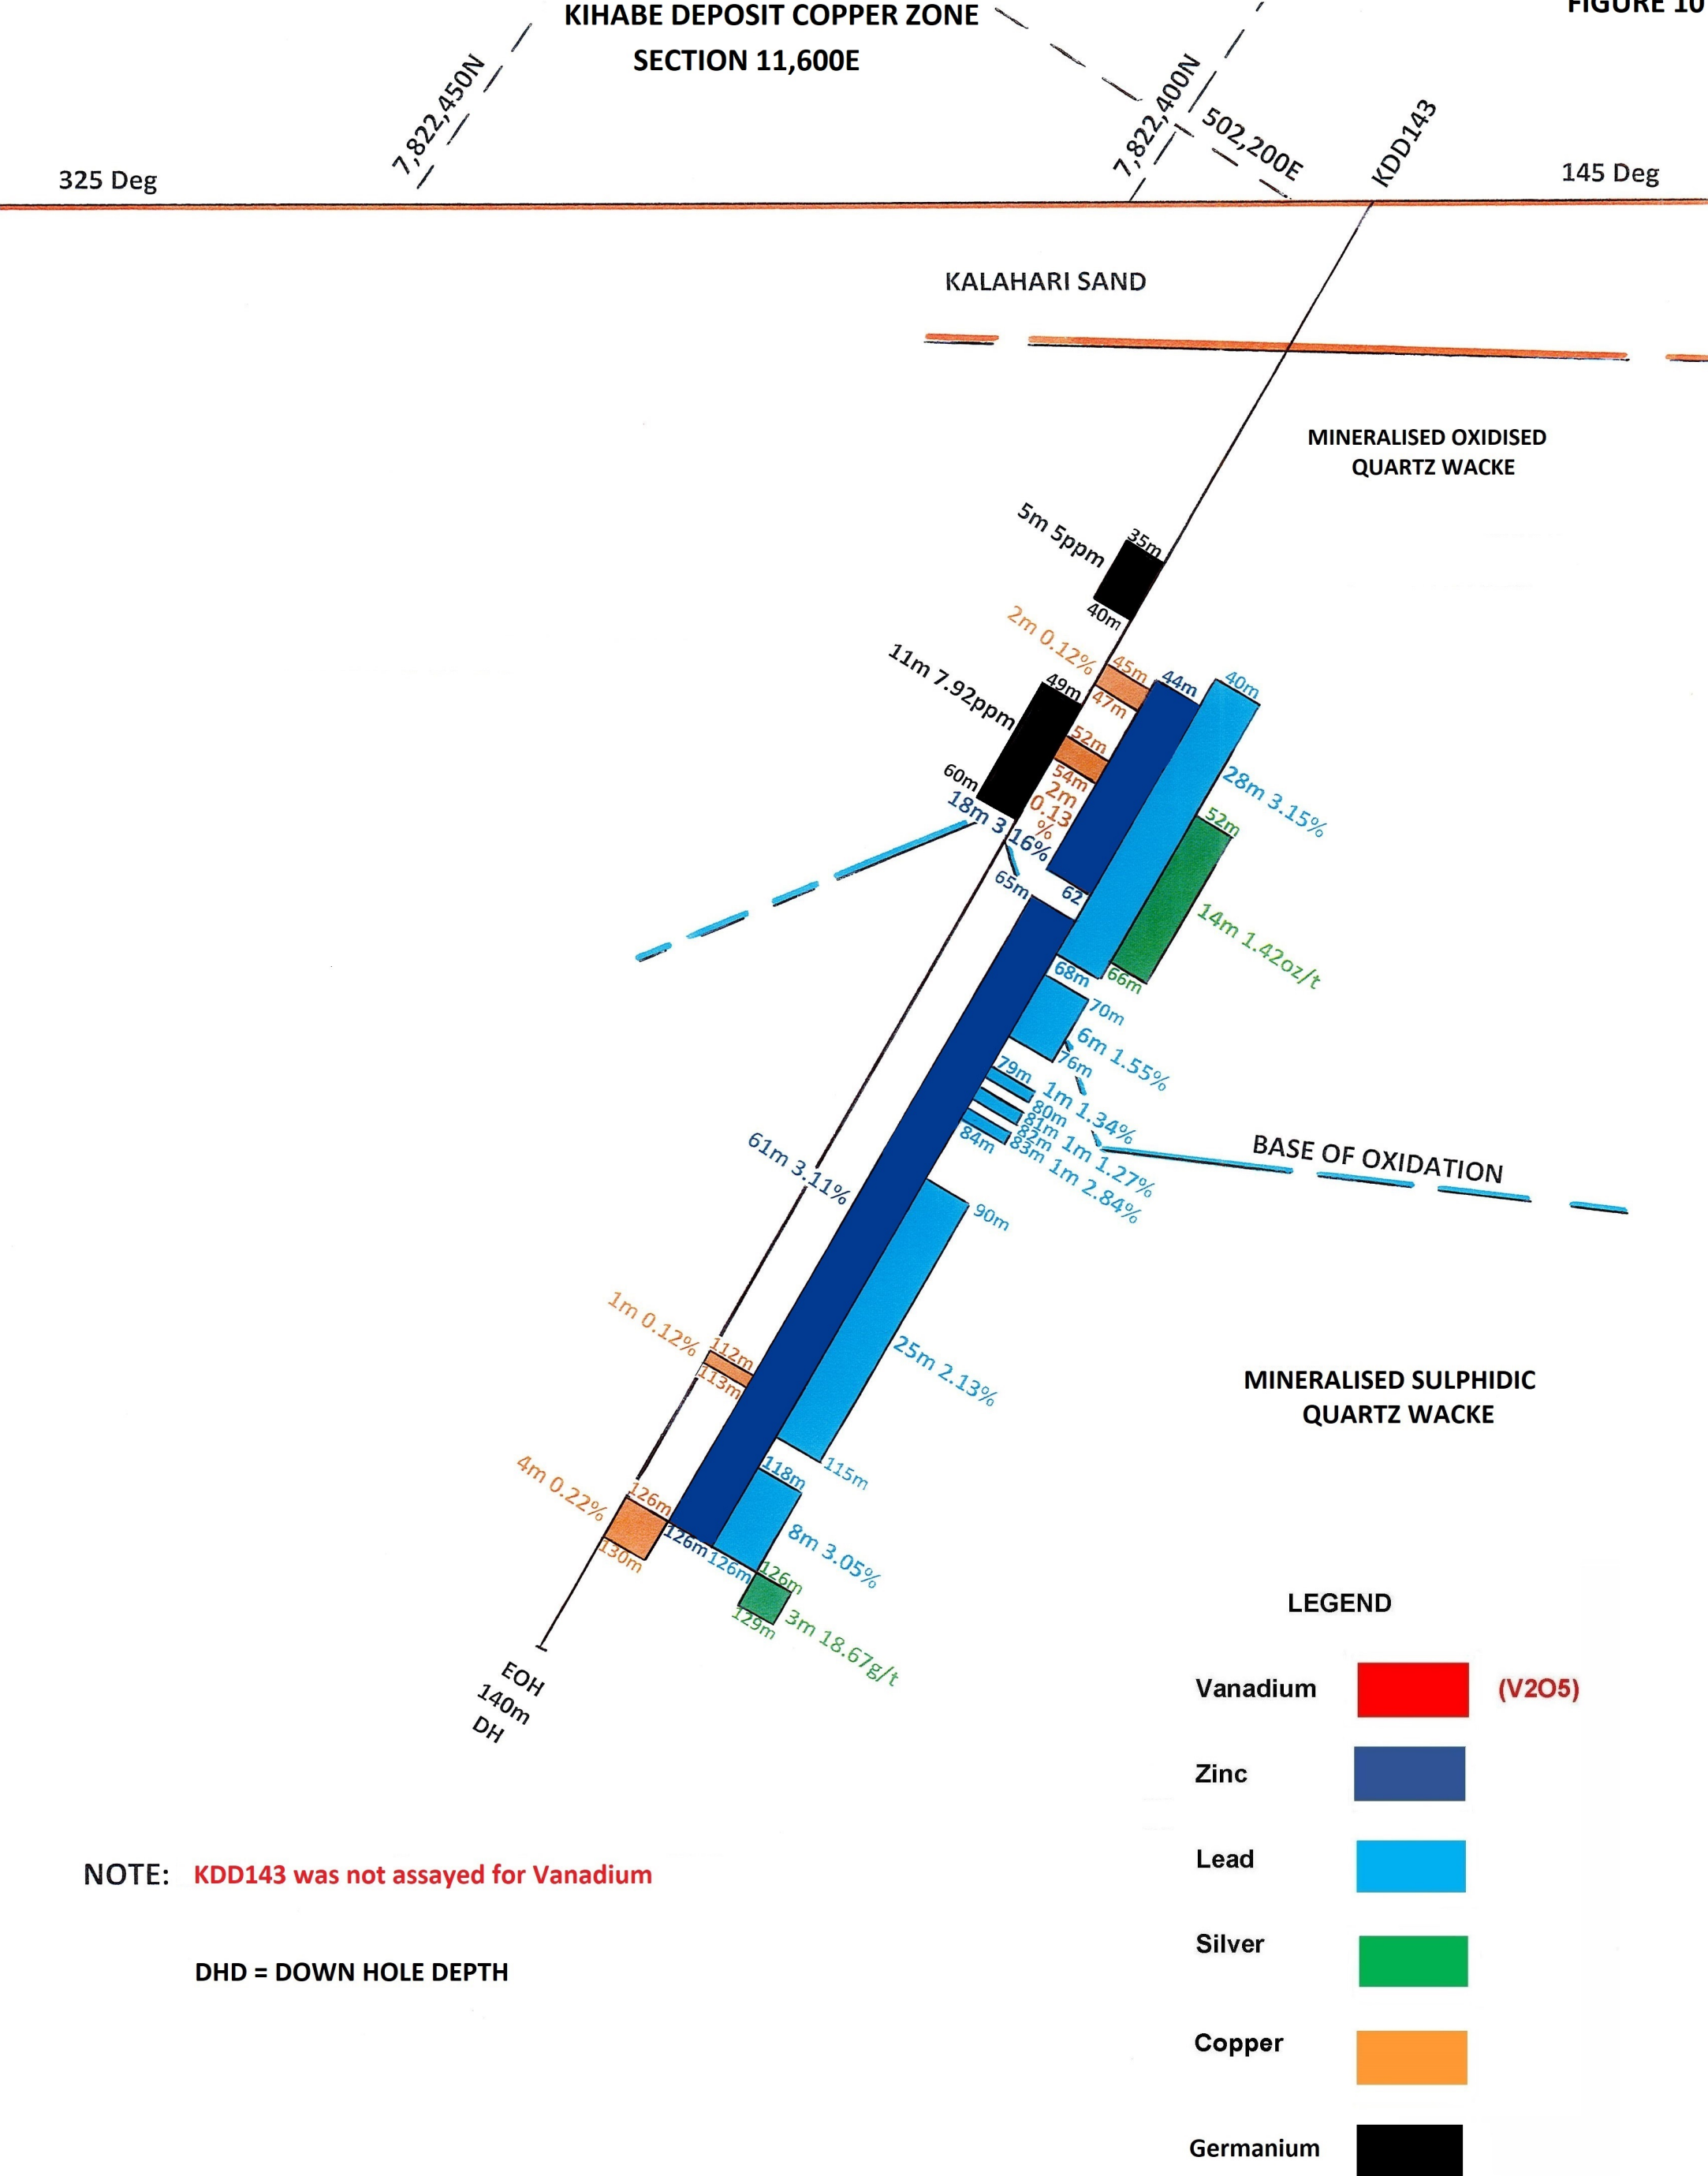 KIHABE DEPOSIT COPPER ZONE
SECTION 11,600E
FIGURE 10
7,822,450N
7,822,400N
502,200E
KDD143
325 Deg
145 Deg
KALAHARI SAND
MINERALISED OXIDISED
QUARTZ WACKE
5m 5ppm
35m
40m
2m 0.12%
45m
47m
44m
40m
11m 7.92ppm
49m
60m
52m
54m
2m
0.13
%
28m 3.15%
52m
18m 3.16%
62
65m
14m 1.42oz/t
68m
66m
70m
6m 1.55%
76m
79m
1m 1.34%
80m
81m
1m 1.27%
82m
83m
1m 2.84%
84m
BASE OF OXIDATION
61m 3.11%
90m
25m 2.13%
1m 0.12%
112m
113m
MINERALISED SULPHIDIC
QUARTZ WACKE
115m
118m
4m 0.22%
126m
130m
126m
126m
8m 3.05%
126m
129m
3m 18.67g/t
EOH
140m
DH
LEGEND
Vanadium
(V2O5)
Zinc
Lead
Silver
Copper
Germanium
NOTE: KDD143 was not assayed for Vanadium
DHD = DOWN HOLE DEPTH